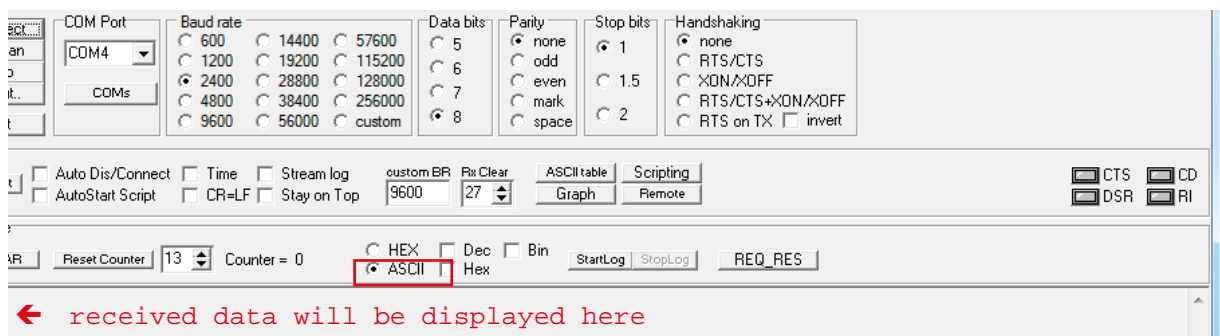 COM Port
COM4
COMs
Baud rate
600 14400 57600
1200 19200 115200
2400 28800 128000
4800 38400 256000
9600 56000 custom
Data bits
5
6
7
8
Parity
none
odd
even
mark
space
Stop bits
1
1.5
2
Handshaking
none
RTS/CTS
XON/XOFF
RTS/CTS+XON/XOFF
RTS on TX invert
Auto Dis/Connect Time Stream log
AutoStart Script CR=LF Stay on Top
custom BR Rx Clear
9600 27
ASCII table Scripting
Graph Remote
CTS CD
DSR RI
Reset Counter 13 Counter = 0
HEX Dec Bin
ASCII Hex
StartLog StopLog REQ_RES
← received data will be displayed here